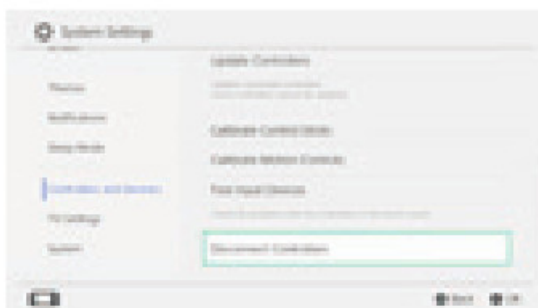 System Settings
Update Controllers
Themes
Notifications
Sleep Mode
Calibrate Control Sticks
Calibrate Motion Controls
Controllers and Sensors
Test Input Devices
TV Settings
System
Disconnect Controllers
Back
OK